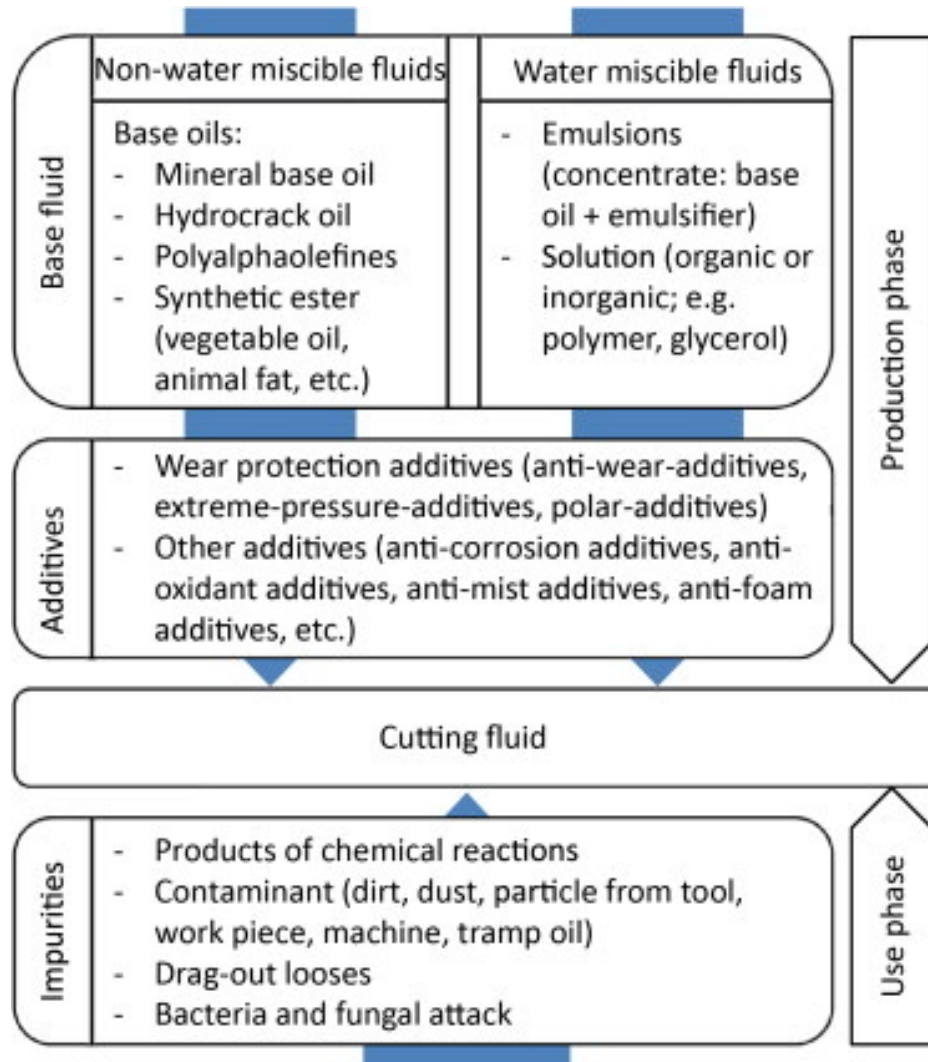 Base fluid
Non-water miscible fluids
Base oils:
- Mineral base oil
- Hydrocrack oil
- Polyalphaolefines
- Synthetic ester
(vegetable oil,
animal fat, etc.)
Water miscible fluids
- Emulsions
(concentrate: base
oil + emulsifier)
- Solution (organic or
inorganic; e.g.
polymer, glycerol)
Production phase
Additives
- Wear protection additives (anti-wear-additives,
extreme-pressure-additives, polar-additives)
- Other additives (anti-corrosion additives, anti-
oxidant additives, anti-mist additives, anti-foam
additives, etc.)
Cutting fluid
Impurities
- Products of chemical reactions
- Contaminant (dirt, dust, particle from tool,
work piece, machine, tramp oil)
- Drag-out looses
- Bacteria and fungal attack
Use phase